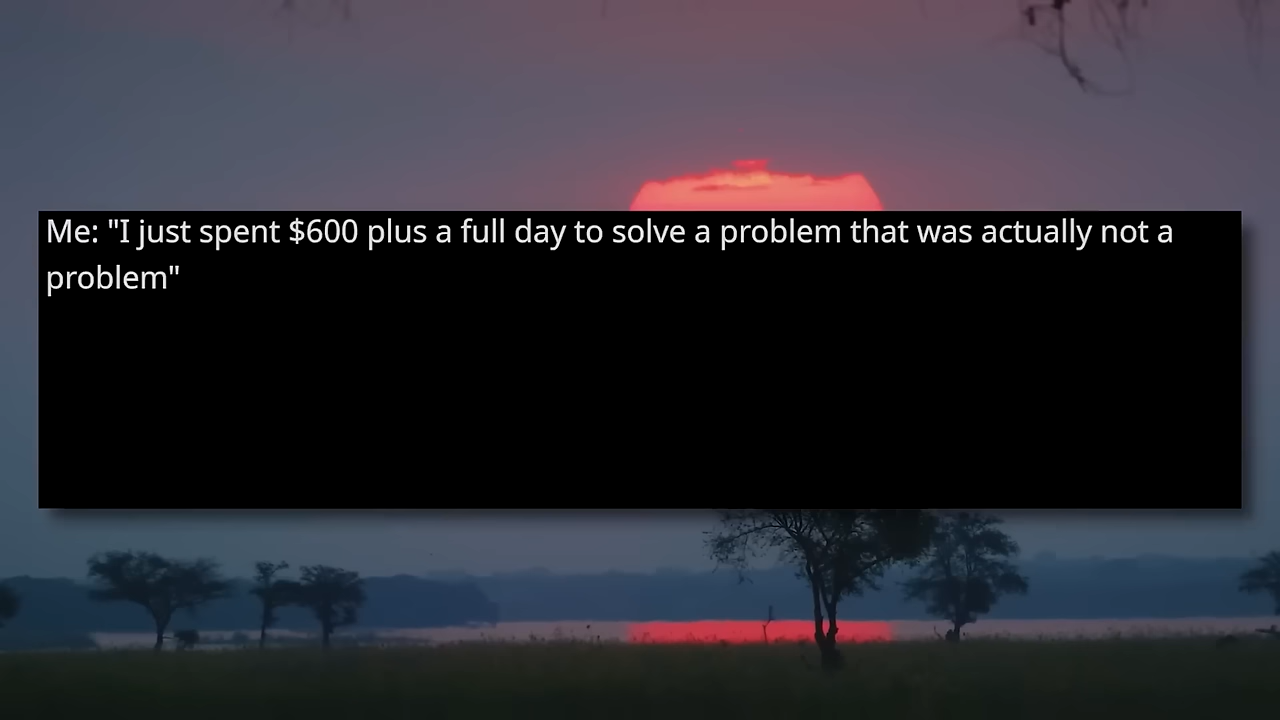 Me: "I just spent $600 plus a full day to solve a problem that was actually not a
problem"